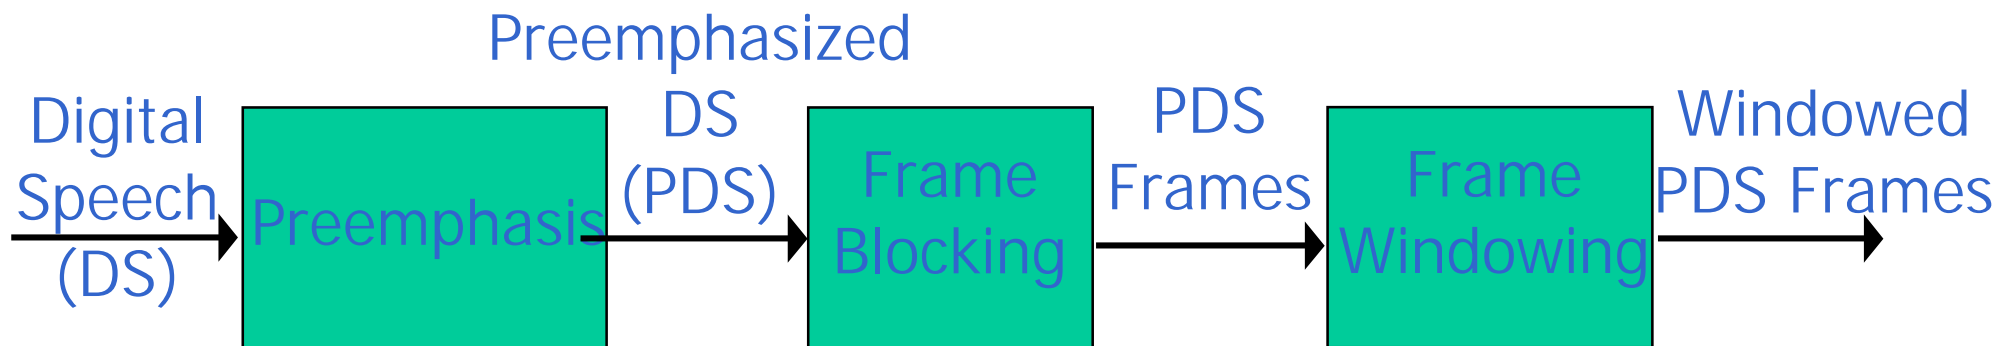 Digital
Speech
(DS)
Preemphasis
Preemphasized
DS
(PDS)
Frame
Blocking
PDS
Frames
Frame
Windowing
Windowed
PDS Frames